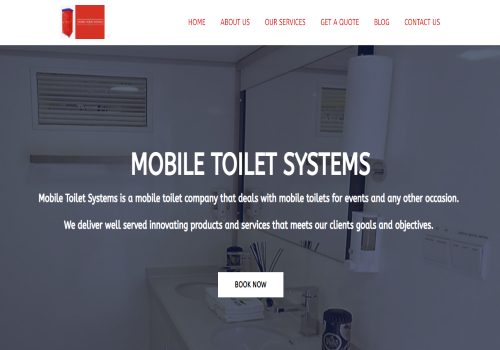 HOME ABOUT US OUR SERVICES GET A QUOTE BLOG CONTACT US
MOBILE TOILET SYSTEMS
Mobile Toilet Systems is a mobile toilet company that deals with mobile toilets for events and any other occasion.
We deliver well served innovating products and services that meets our clients goals and objectives.
BOOK NOW